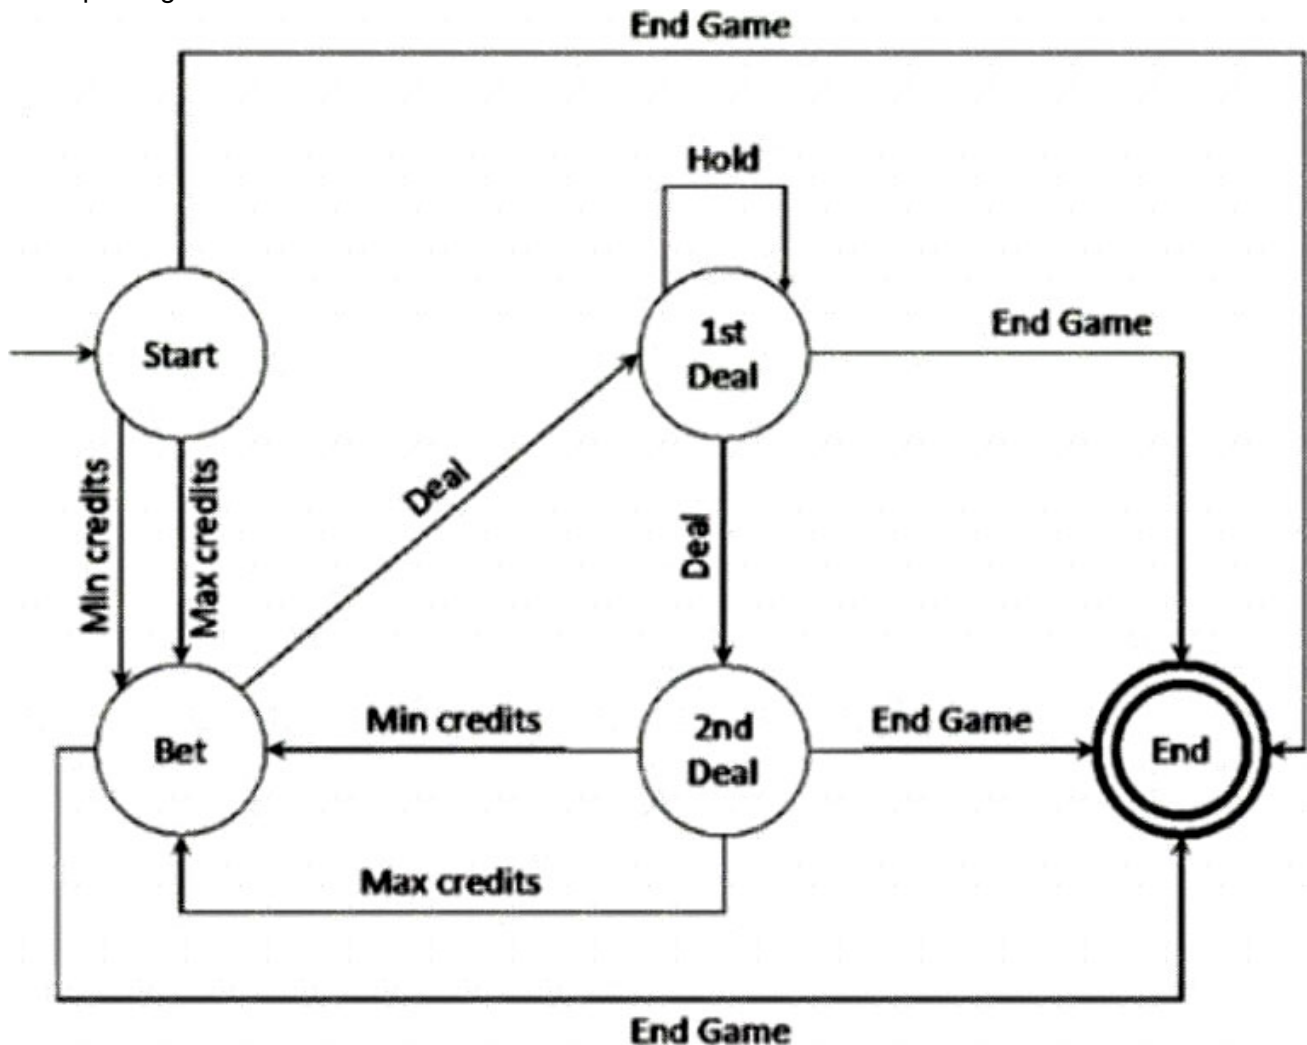 End Game
Hold
Start
1st
Deal
End Game
Min credits
Max credits
Deal
Deal
Bet
Min credits
2nd
Deal
End Game
End
Max credits
End Game